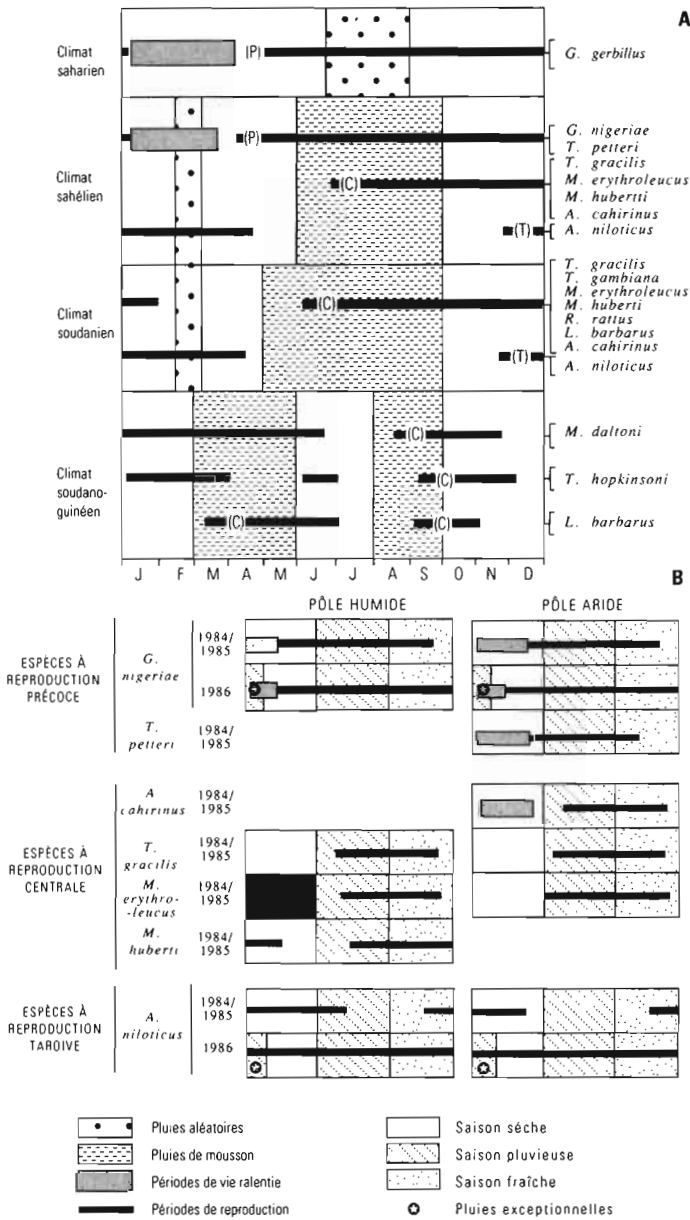 A
Climat
saharien
(P)
G. gerbillus
Climat
sahélien
(P)
G. nigeriae
T. petteri
(C)
T. gracilis
M. erythroleucus
M. hubertti
A. cahirinus
(T)
A. niloticus
Climat
soudanien
(C)
T. gracilis
T. gambiana
M. erythroleucus
M. huberti
R. rattus
L. barbarus
A. cahirinus
(T)
A. niloticus
Climat
soudano-
guinéen
(C)
M. daltoni
(C)
T. hopkinsoni
(C) (C)
L. barbarus
J F M A M J J A S O N D
B
PÔLE HUMIDE PÔLE ARIDE
ESPÈCES À
REPRODUCTION
PRÉCOCE
G.
nigeriae
1984/
1985
1986
T.
petteri
1984/
1985
ESPÈCES À
REPRODUCTION
CENTRALE
A
cahirinus
1984/
1985
T.
gracilis
1984/
1985
M.
erythro-
-leucus
1984/
1985
M.
huberti
1984/
1985
ESPÈCES À
REPRODUCTION
TARDIVE
A.
niloticus
1984/
1985
1986
Pluies aléatoires
Pluies de mousson
Périodes de vie ralentie
Périodes de reproduction
Saison séche
Saison pluvieuse
Saison fraîche
Pluies exceptionnelles